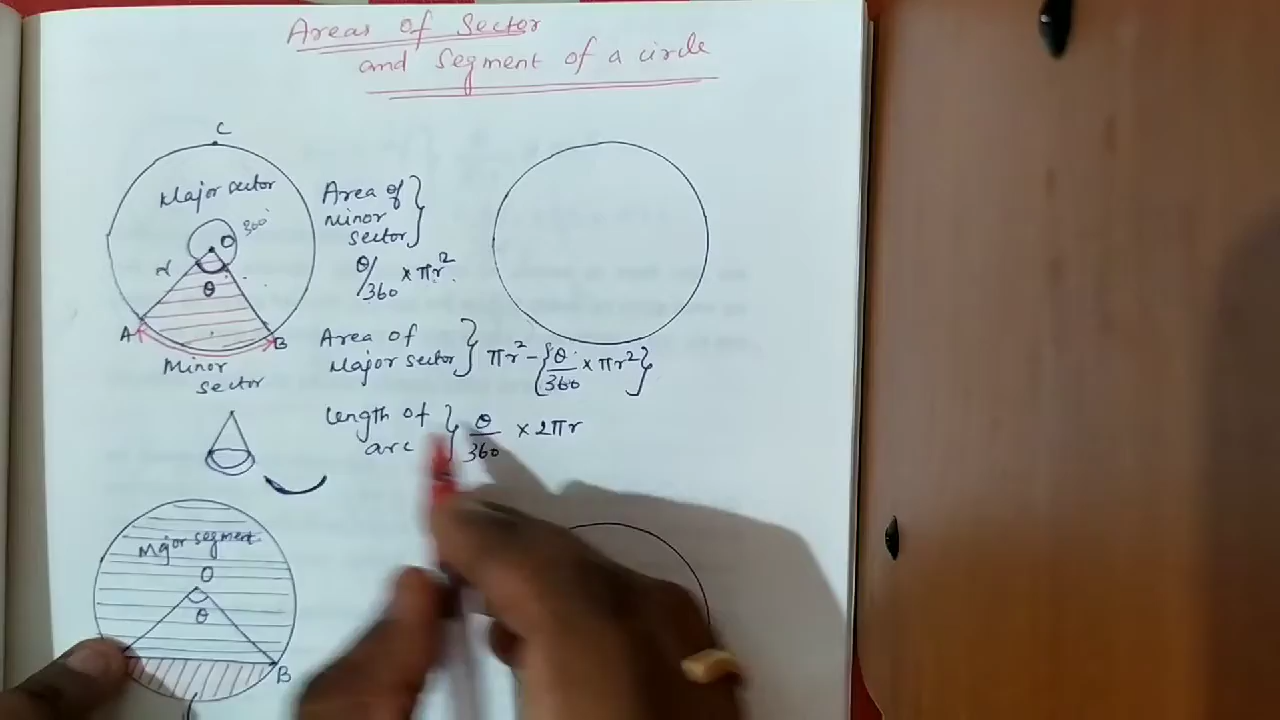 Areas of Sector
and Segment of a circle
C
Major sector
360°
O
r
θ
A
B
Minor
sector
Area of }
Minor
sector
θ/360 × πr².
Area of
Major sector } πr² - {θ/360 × πr²}
Length of
arc } θ/360 × 2πr
Major segment
O
θ
B